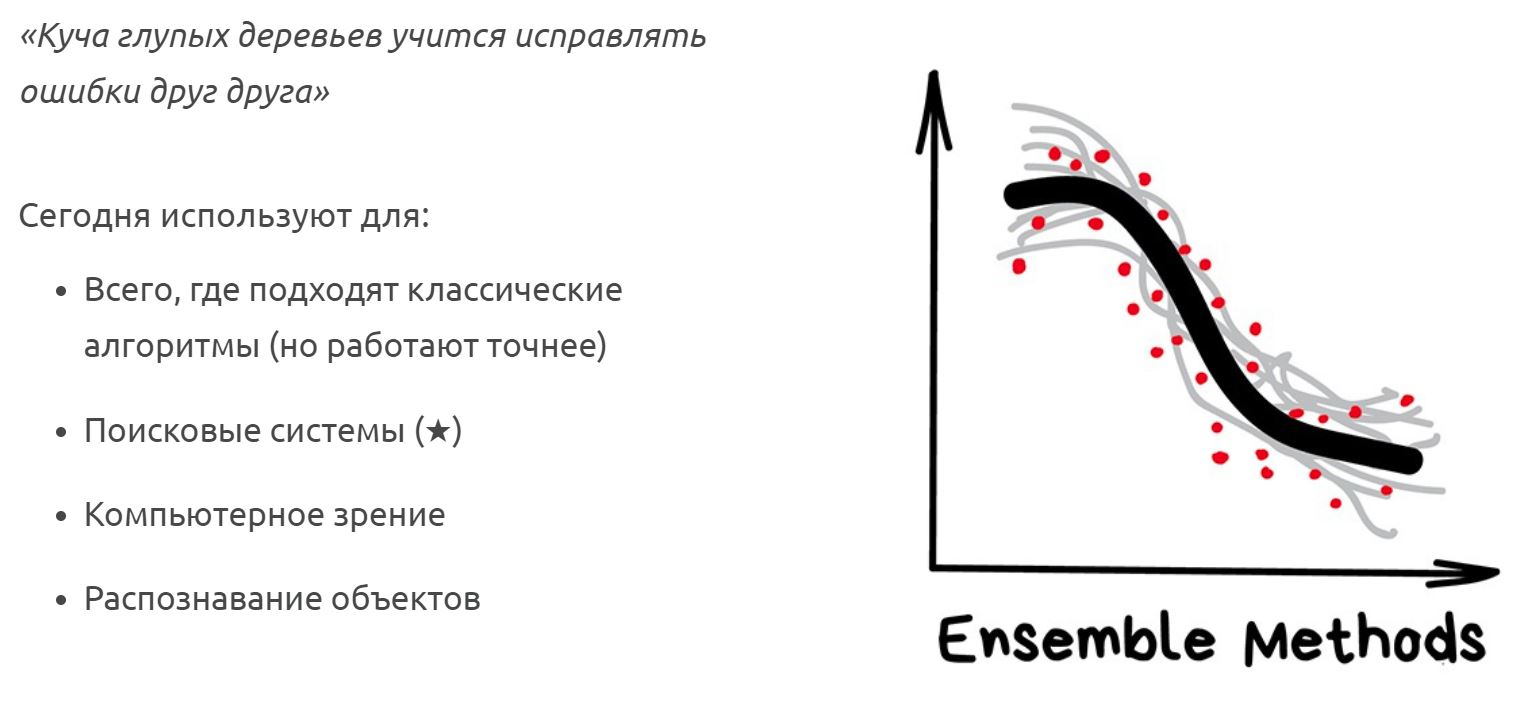 «Куча глупых деревьев учится исправлять
ошибки друг друга»
Сегодня используют для:
• Всего, где подходят классические
алгоритмы (но работают точнее)
• Поисковые системы (★)
• Компьютерное зрение
• Распознавание объектов
Ensemble Methods